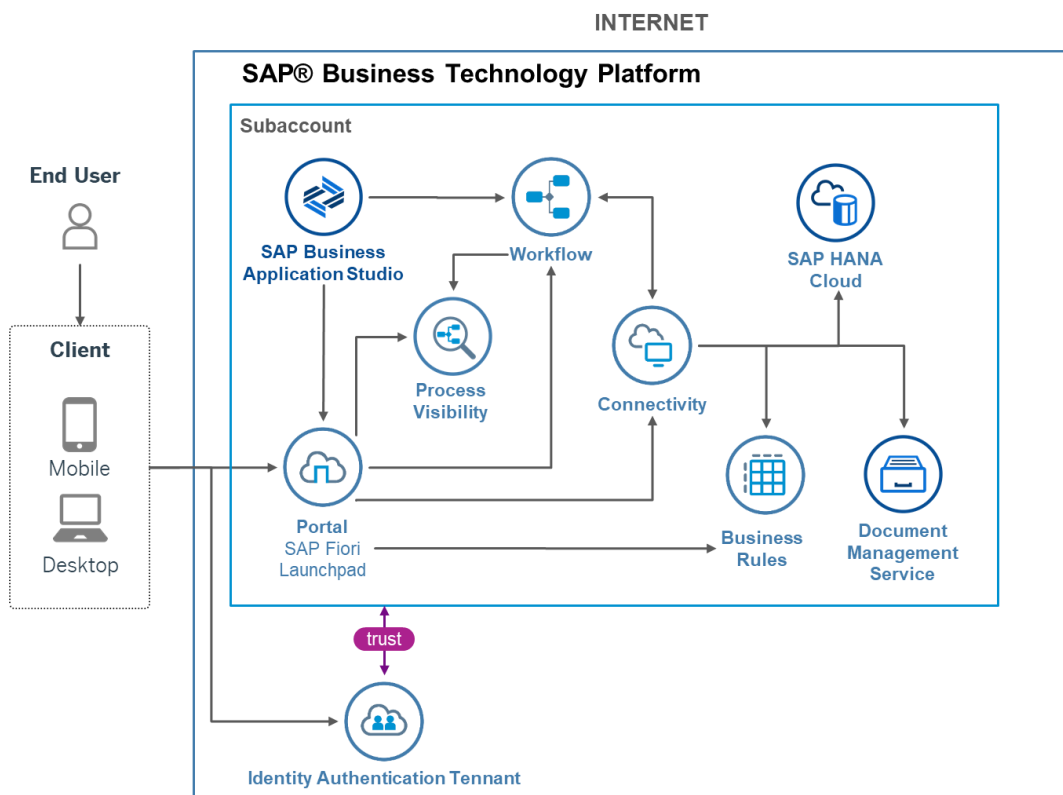 INTERNET
SAP® Business Technology Platform
Subaccount
End User
SAP Business
Application Studio
Workflow
SAP HANA
Cloud
Client
Process
Visibility
Connectivity
Mobile
Desktop
Portal
SAP Fiori
Launchpad
Business
Rules
Document
Management
Service
trust
Identity Authentication Tennant